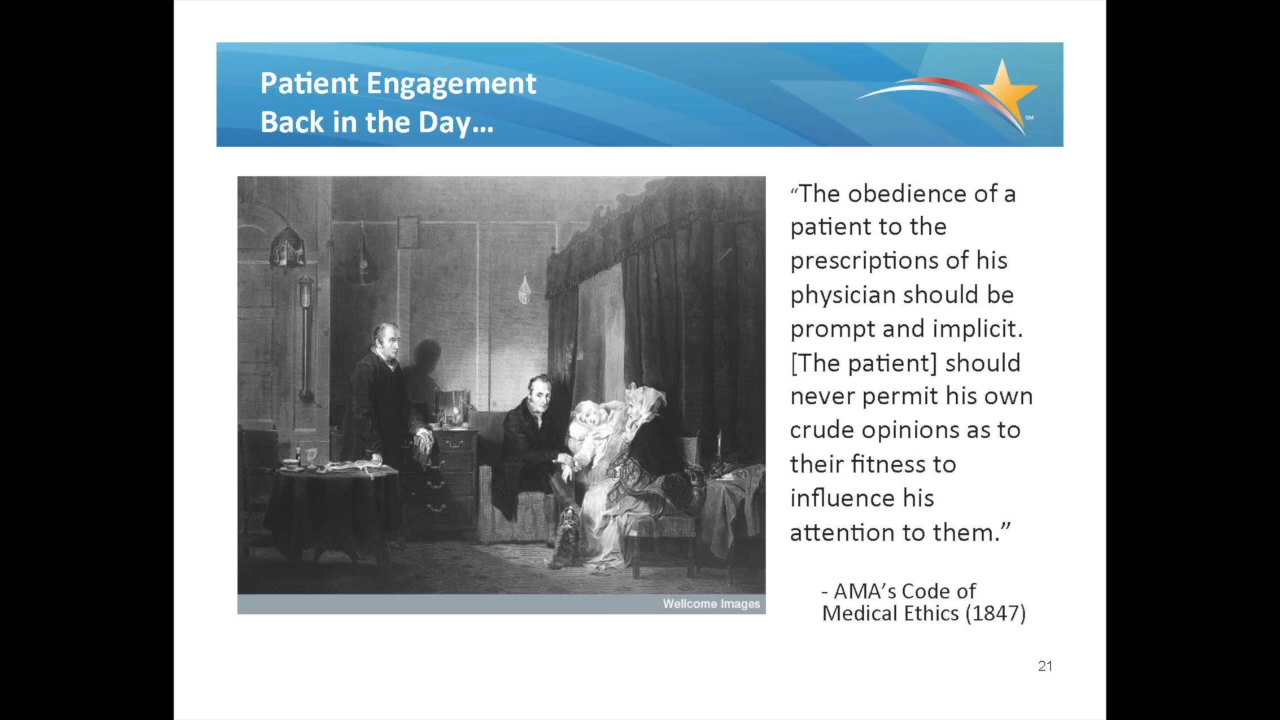 Patient Engagement
Back in the Day…
SM
“The obedience of a
patient to the
prescriptions of his
physician should be
prompt and implicit.
[The patient] should
never permit his own
crude opinions as to
their fitness to
influence his
attention to them.”
- AMA’s Code of
Medical Ethics (1847)
Wellcome Images
21